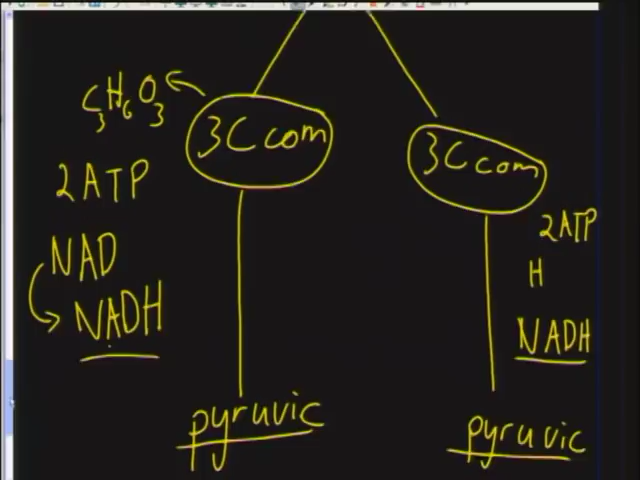 C3H6O3
3C com
3C com
2ATP
2ATP
NAD
H
NADH
NADH
pyruvic
pyruvic